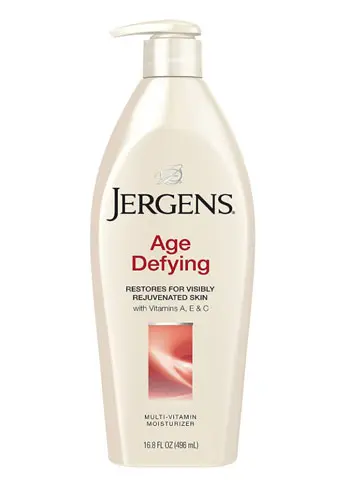 JERGENS®
Age
Defying
RESTORES FOR VISIBLY
REJUVENATED SKIN
with Vitamins A, E & C
MULTI-VITAMIN
MOISTURIZER
16.8 FL OZ (496 mL)